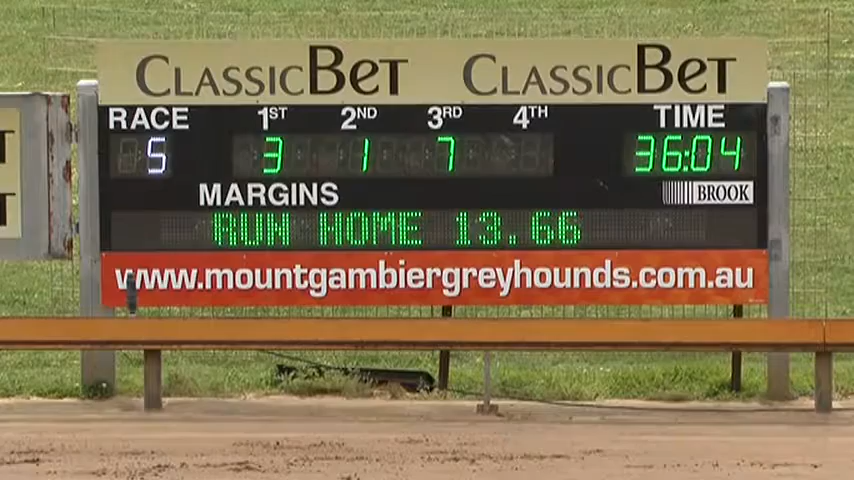 CLASSICBET CLASSICBET
RACE 1ST 2ND 3RD 4TH TIME
5 3 1 7 36:04
MARGINS BROOK
RUN HOME 13.66
www.mountgambiergreyhounds.com.au